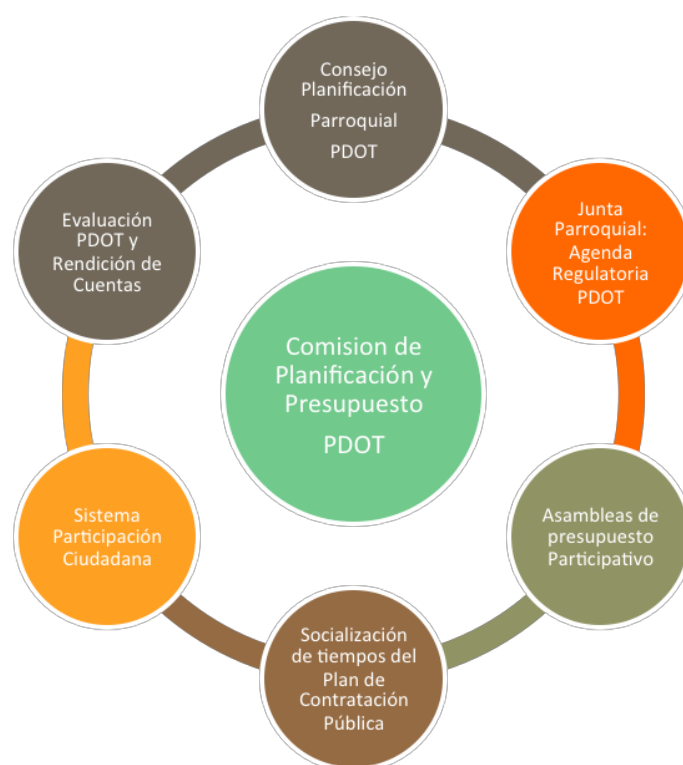 Consejo
Planificación
Parroquial
PDOT
Junta
Parroquial:
Agenda
Regulatoria
PDOT
Asambleas de
presupuesto
Participativo
Socialización
de tiempos del
Plan de
Contratación
Pública
Sistema
Participación
Ciudadana
Evaluación
PDOT y
Rendición de
Cuentas
Comision de
Planificación y
Presupuesto
PDOT